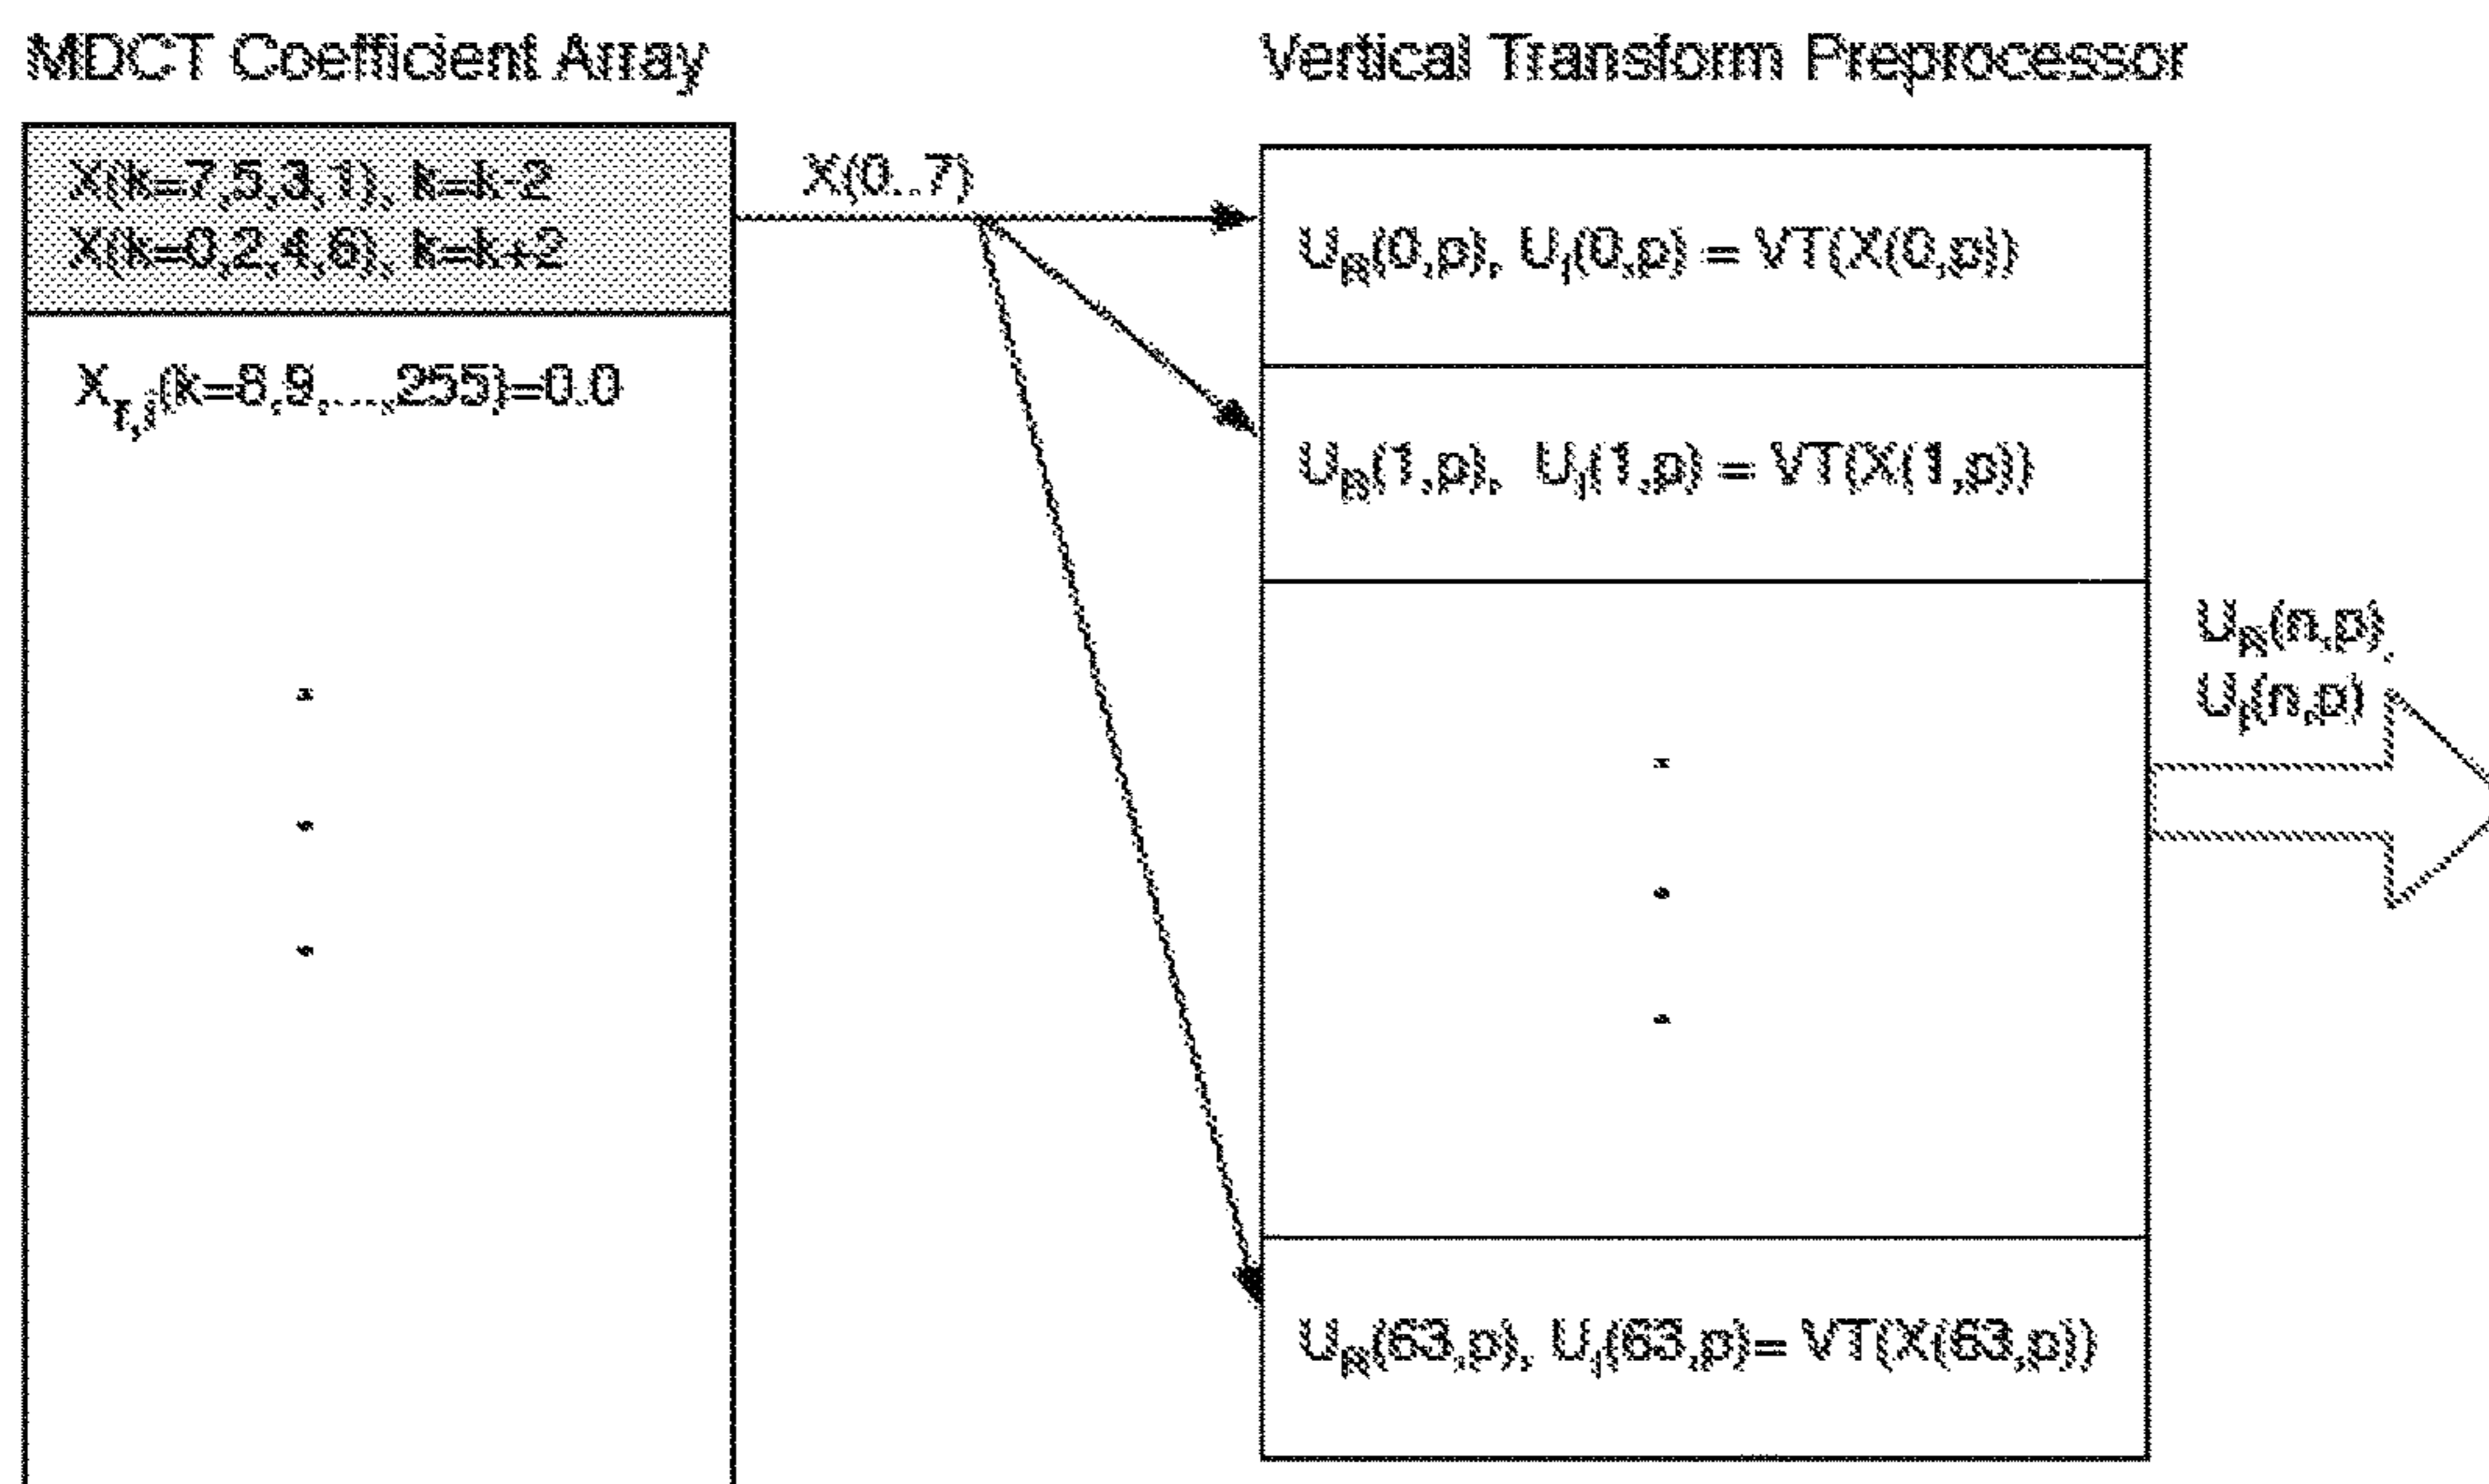 MDCT Coefficient Array
X(k=7,5,3,1), k=k-2
X(k=0,2,4,6), k=k+2
Xr,i(k=8,9,...,255)=0.0
X(0..7)
Vertical Transform Preprocessor
UR(0,p), UI(0,p) = VT(X(0,p))
UR(1,p), UI(1,p) = VT(X(1,p))
UR(63,p), UI(63,p)= VT(X(63,p))
UR(n,p),
UI(n,p)